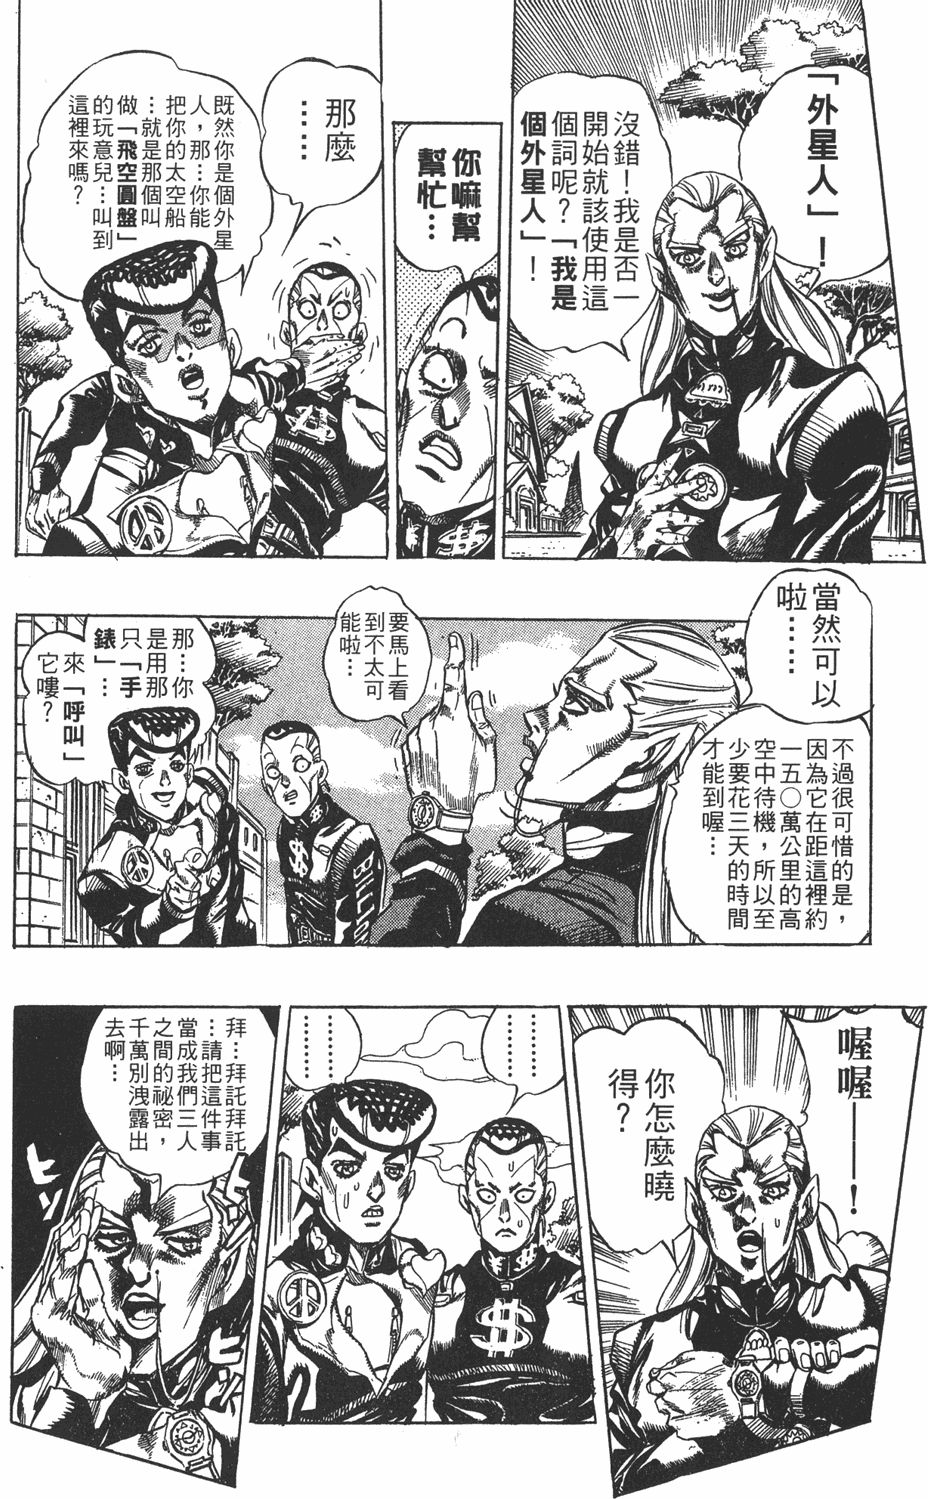 「外星人」！
沒錯！我是否一
開始就該使用這
個詞呢？「我是
個外星人」！
你嘛幫
幫忙…
那麼
……
既然你是個外星
人，那…你能
把你的太空船
…就是那個叫
做「飛空圓盤」
的玩意兒…叫到
這裡來嗎？
當然可以
啦……
不過很可惜的是，
因為它在距這裡約
一五〇萬公里的高
空中待機，所以至
少要花三天的時間
才能到喔…
要馬上看
到不太可
能啦…
那…你
是用那
只「手
錶」…
來「呼叫」
它嘍？
BILLIO
喔喔——！
你怎麼曉
得？
……
……
……
……
拜…拜託拜託
…請把這件事
當成我們三人
之間的祕密，
千萬別洩露出
去啊…
ヒソ
ヒソ